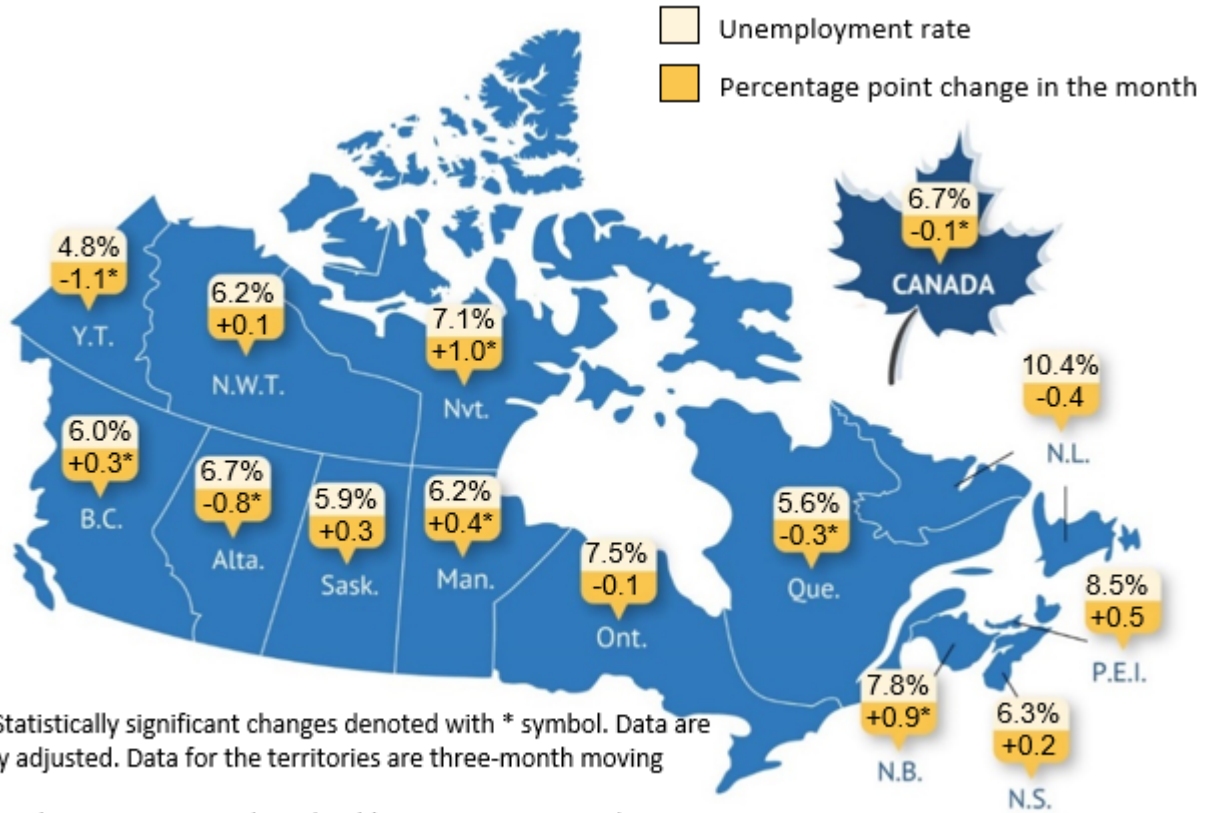 Unemployment rate
Percentage point change in the month
6.7%
-0.1*
CANADA
4.8%
-1.1*
Y.T.
6.2%
+0.1
N.W.T.
7.1%
+1.0*
Nvt.
10.4%
-0.4
N.L.
6.0%
+0.3*
B.C.
6.7%
-0.8*
Alta.
5.9%
+0.3
Sask.
6.2%
+0.4*
Man.
7.5%
-0.1
Ont.
5.6%
-0.3*
Que.
8.5%
+0.5
P.E.I.
7.8%
+0.9*
N.B.
6.3%
+0.2
N.S.
Statistically significant changes denoted with * symbol. Data are
y adjusted. Data for the territories are three-month moving